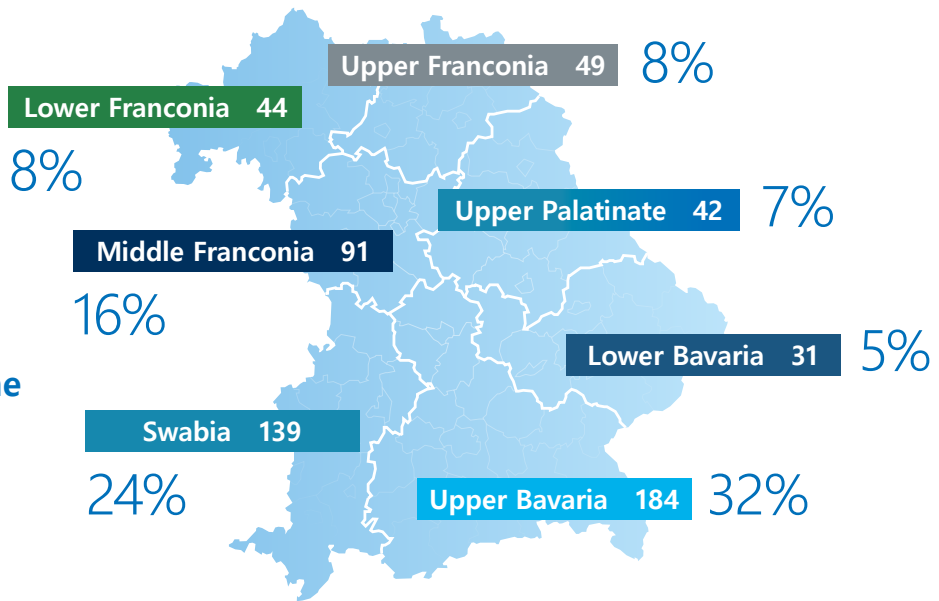 Upper Franconia 49
8%
Lower Franconia 44
8%
Upper Palatinate 42
7%
Middle Franconia 91
16%
Lower Bavaria 31
5%
Swabia 139
24%
Upper Bavaria 184
32%